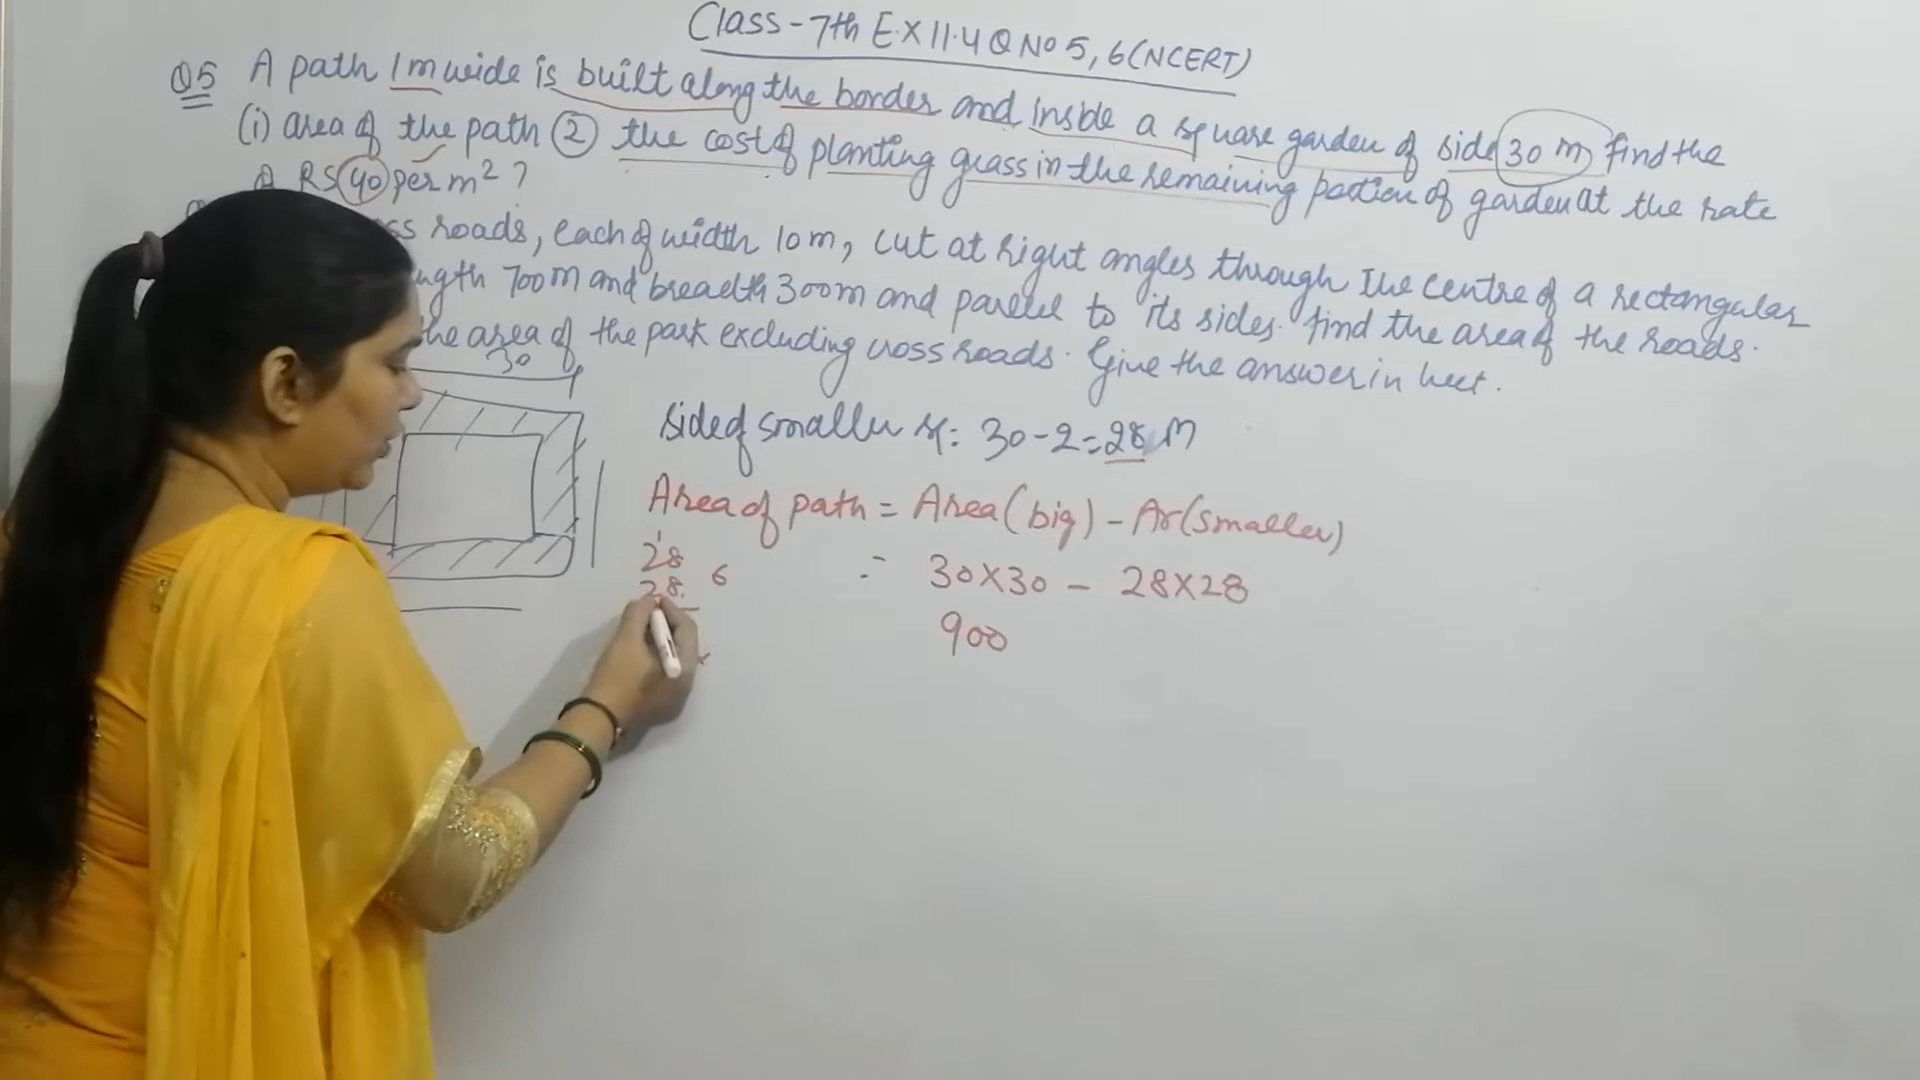 Class-7th EX 11.4 Q No 5, 6 (NCERT)
Q5 A path 1m wide is built along the border and inside a square garden of side 30 m find the
(i) area of the path ② the cost of planting grass in the remaining portion of garden at the rate
RS 40 per m² ?
roads, each of width 10m, cut at right angles through the centre of a rectangular
700m and breadth 300m and parellel to its sides. find the area of the roads.
the area of the park excluding cross roads. Give the answer in hect.
30
side of smaller sq: 30-2=28 m
Area of path = Area (big) - Ar (smaller)
= 30×30 - 28×28
900
1
28
28
6